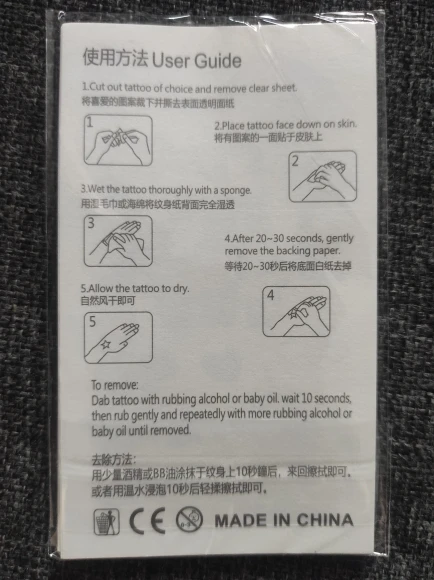 使用方法 User Guide
1.Cut out tattoo of choice and remove clear sheet.
将喜爱的图案裁下并撕去表面透明面纸
1
2.Place tattoo face down on skin.
将有图案的一面贴于皮肤上
2
3.Wet the tattoo thoroughly with a sponge.
用湿毛巾或海绵将纹身纸背面完全湿透
3
4.After 20~30 seconds, gently
remove the backing paper.
等待20~30秒后将底面白纸去掉
4
5.Allow the tattoo to dry.
自然风干即可
5
To remove:
Dab tattoo with rubbing alcohol or baby oil. wait 10 seconds,
then rub gently and repeatedly with more rubbing alcohol or
baby oil until removed.
去除方法:
用少量酒精或BB油涂抹于纹身上10秒鐘后，来回擦拭即可。
或者用温水浸泡10秒后轻揉擦拭即可.
CE MADE IN CHINA